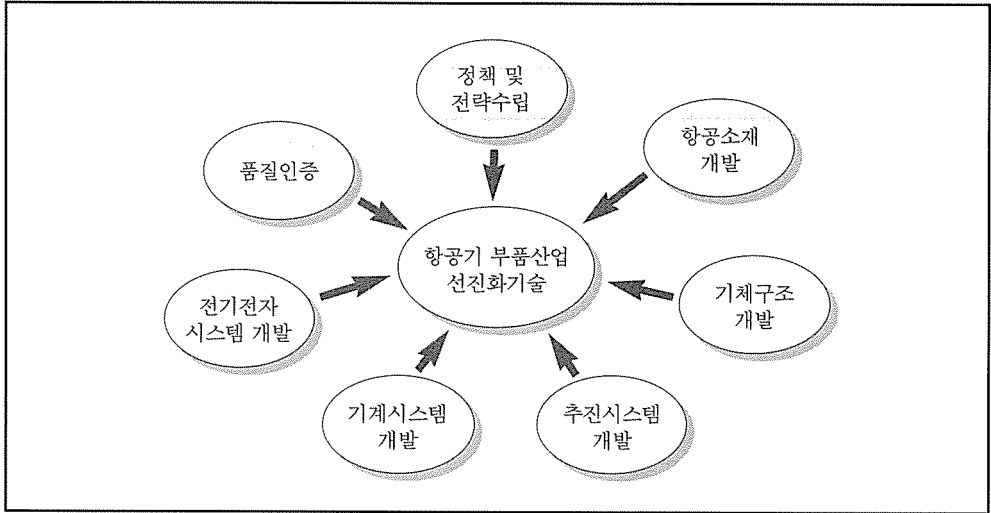 정책 및
전략수립
항공소재
개발
품질인증
항공기 부품산업
선진화기술
기체구조
개발
전기전자
시스템 개발
기계시스템
개발
추진시스템
개발